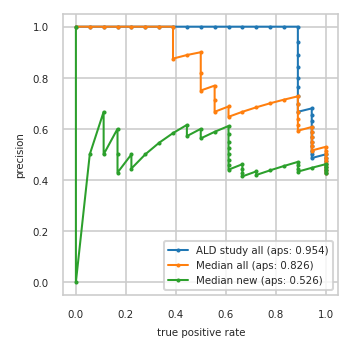 1.0
0.8
0.6
0.4
0.2
0.0
precision
0.0 0.2 0.4 0.6 0.8 1.0
true positive rate
ALD study all (aps: 0.954)
Median all (aps: 0.826)
Median new (aps: 0.526)